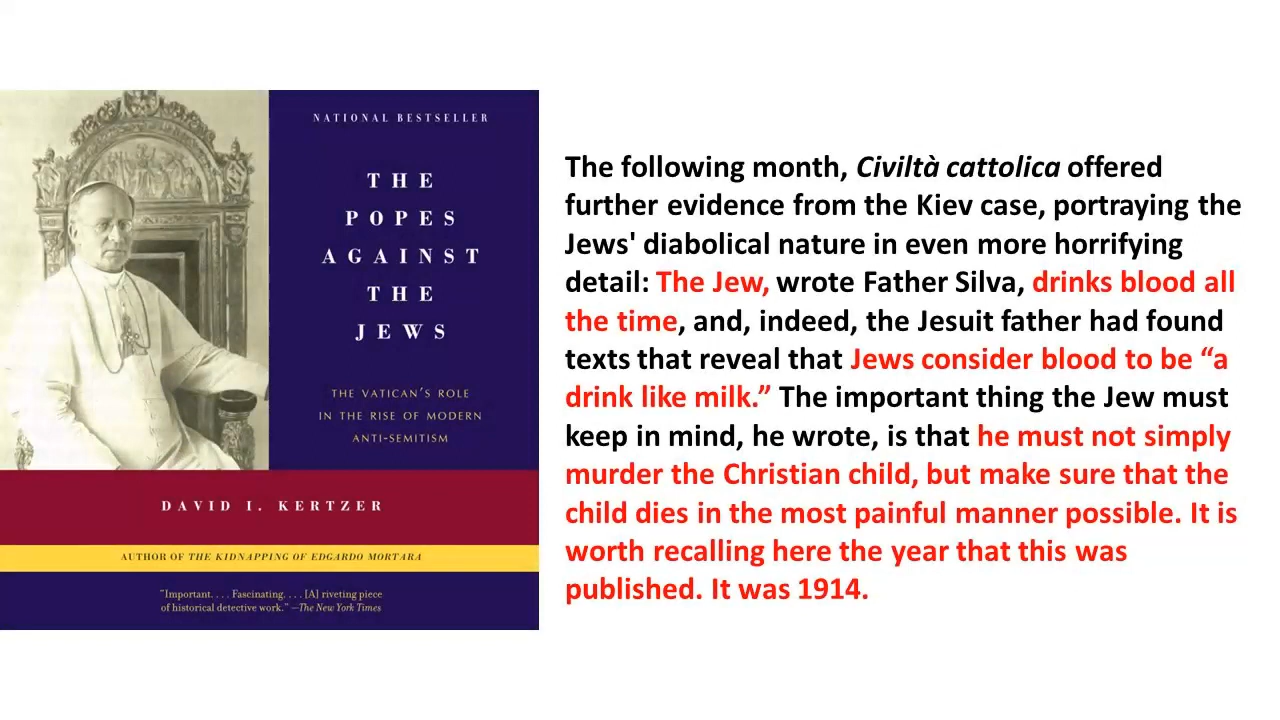 NATIONAL BESTSELLER
THE
POPES
AGAINST
THE
JEWS
THE VATICAN'S ROLE
IN THE RISE OF MODERN
ANTI-SEMITISM
DAVID I. KERTZER
AUTHOR OF THE KIDNAPPING OF EDGARDO MORTARA
"Important. . . . Fascinating. . . . [A] riveting piece
of historical detective work." —The New York Times
The following month, Civiltà cattolica offered
further evidence from the Kiev case, portraying the
Jews' diabolical nature in even more horrifying
detail: The Jew, wrote Father Silva, drinks blood all
the time, and, indeed, the Jesuit father had found
texts that reveal that Jews consider blood to be “a
drink like milk.” The important thing the Jew must
keep in mind, he wrote, is that he must not simply
murder the Christian child, but make sure that the
child dies in the most painful manner possible. It is
worth recalling here the year that this was
published. It was 1914.